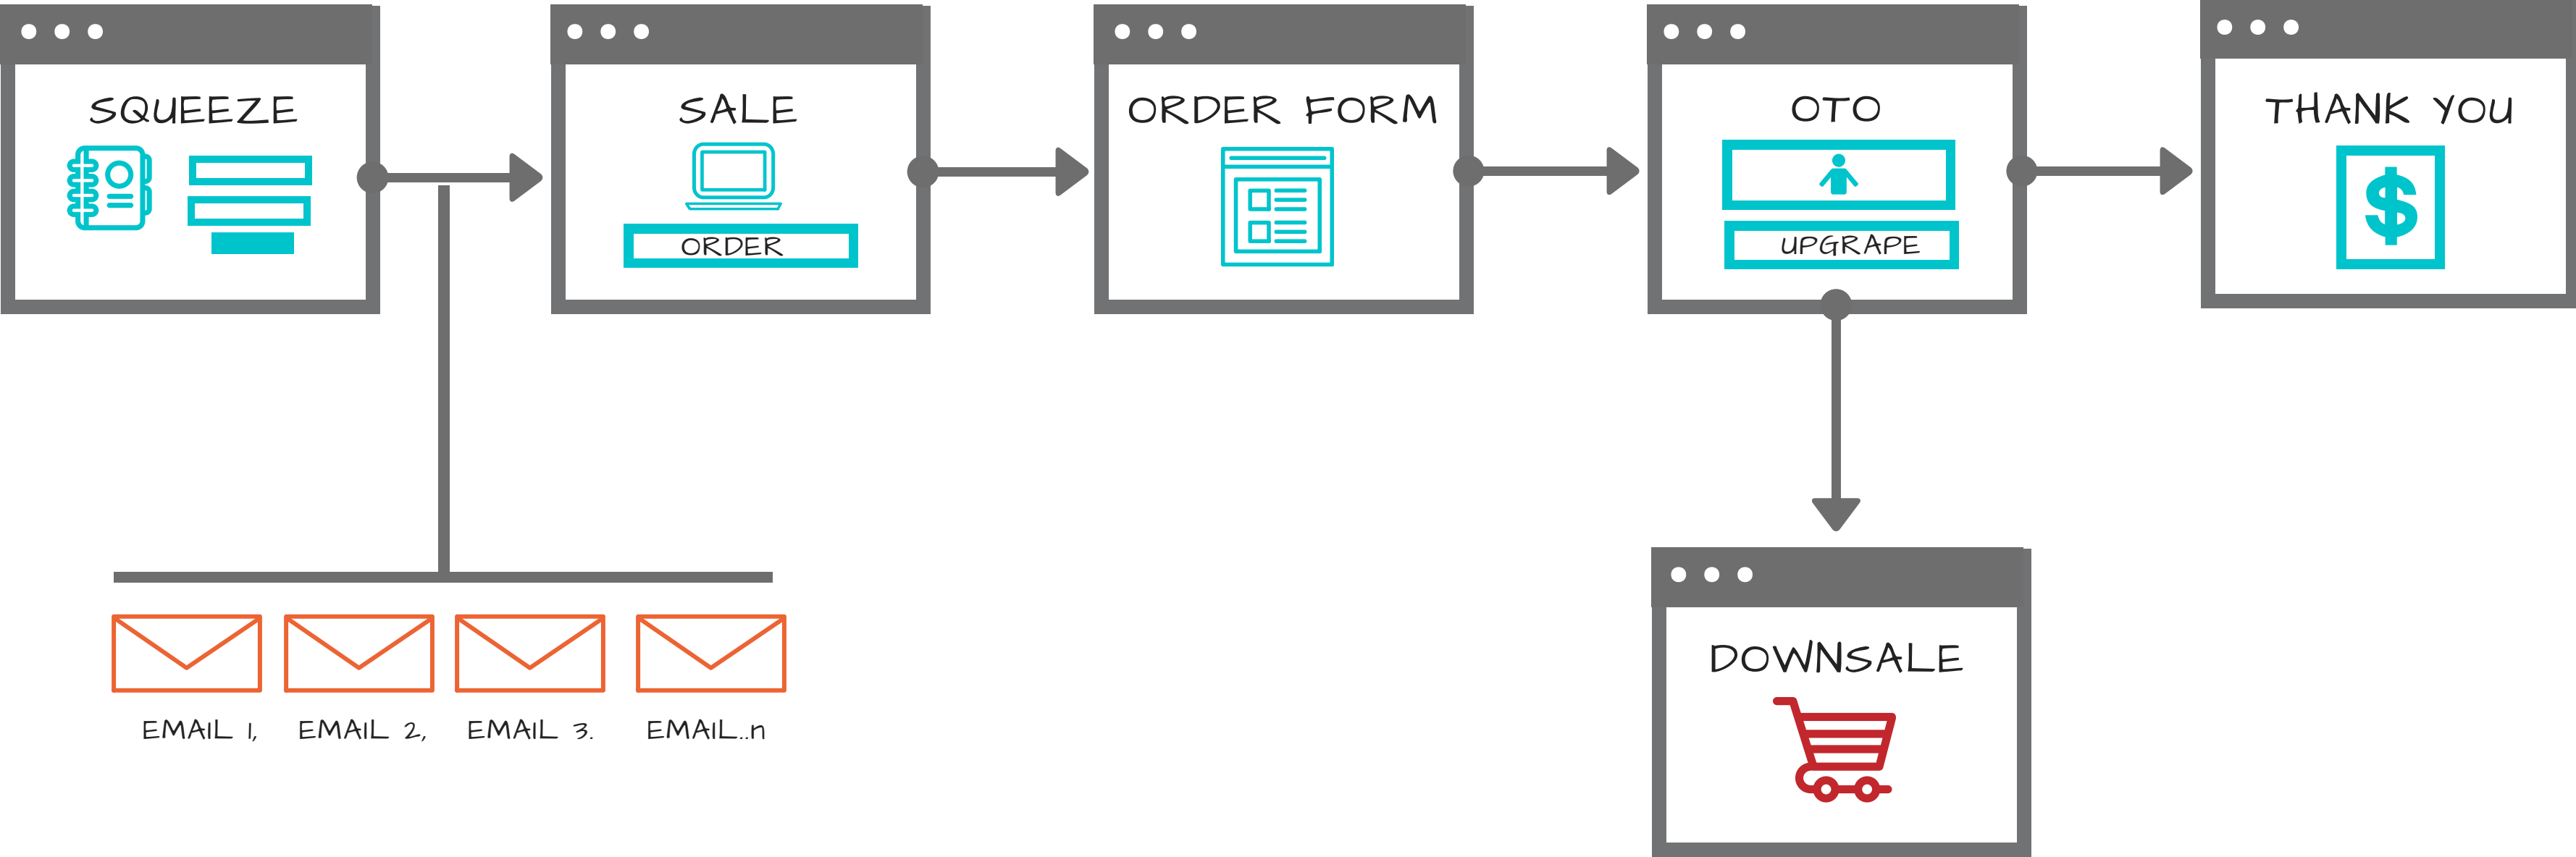 SQUEEZE
SALE
ORDER
ORDER FORM
OTO
UPGRAPE
THANK YOU
$
EMAIL 1,
EMAIL 2,
EMAIL 3.
EMAIL..n
DOWNSALE